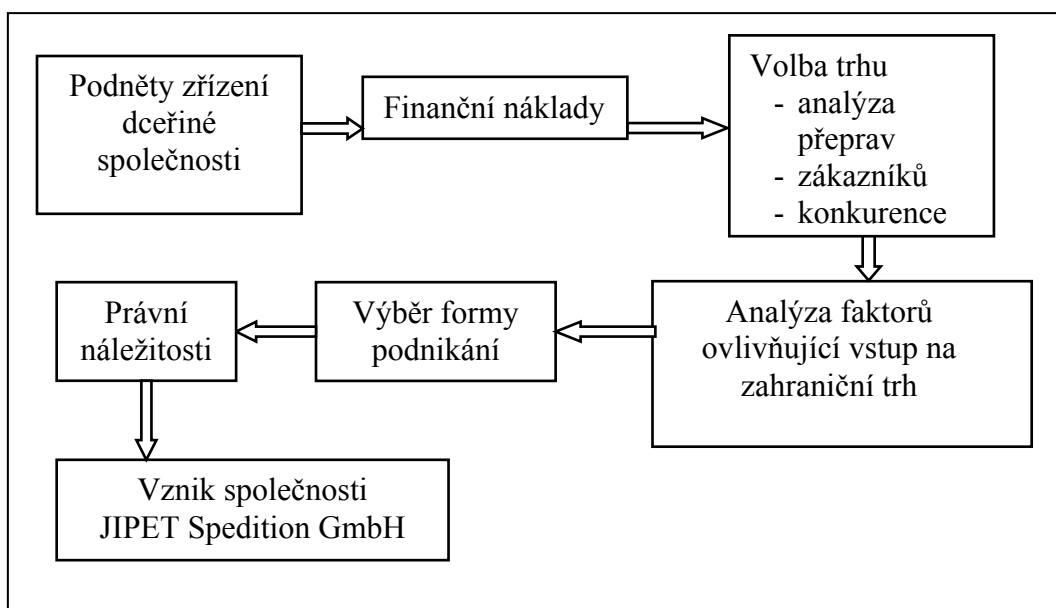 Podněty zřízení
dceřiné
společnosti
Finanční náklady
Volba trhu
- analýza
přeprav
- zákazníků
- konkurence
Analýza faktorů
ovlivňující vstup na
zahraniční trh
Výběr formy
podnikání
Právní
náležitosti
Vznik společnosti
JIPET Spedition GmbH